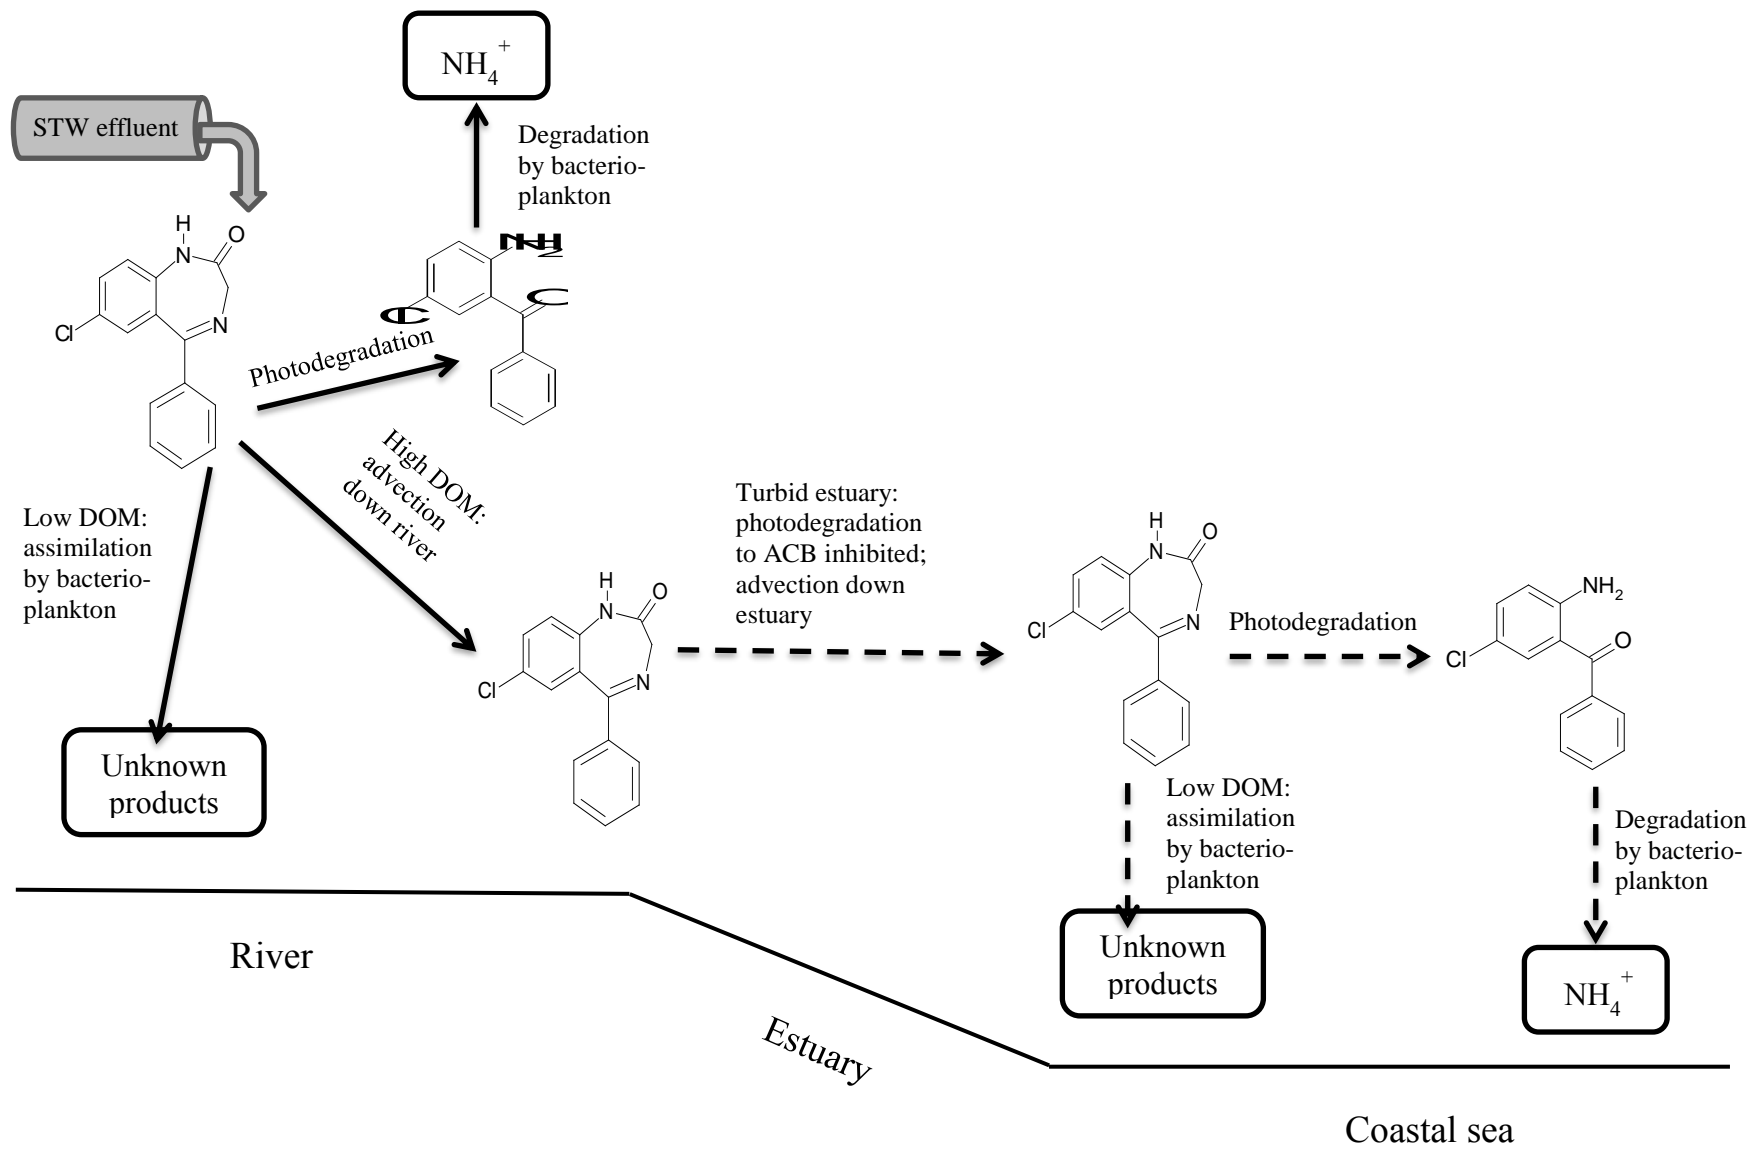 NH4+
STW effluent
Degradation
by bacterio-
plankton
H
N
O
N
Cl
Photodegradation
High DOM:
advection
down river
Low DOM:
assimilation
by bacterio-
plankton
Unknown
products
H
N
O
N
Cl
Turbid estuary:
photodegradation
to ACB inhibited;
advection down
estuary
H
N
O
N
Cl
Photodegradation
NH2
O
Cl
Low DOM:
assimilation
by bacterio-
plankton
Unknown
products
Degradation
by bacterio-
plankton
NH4+
River
Estuary
Coastal sea